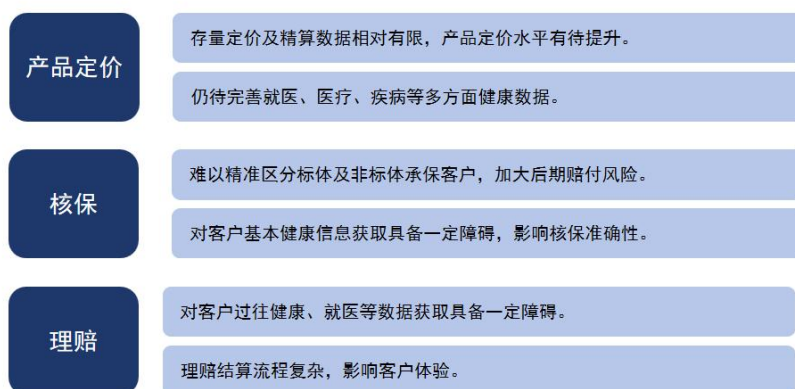 产品定价
存量定价及精算数据相对有限，产品定价水平有待提升。
仍待完善就医、医疗、疾病等多方面健康数据。
核保
难以精准区分标体及非标体承保客户，加大后期赔付风险。
对客户基本健康信息获取具备一定障碍，影响核保准确性。
理赔
对客户过往健康、就医等数据获取具备一定障碍。
理赔结算流程复杂，影响客户体验。